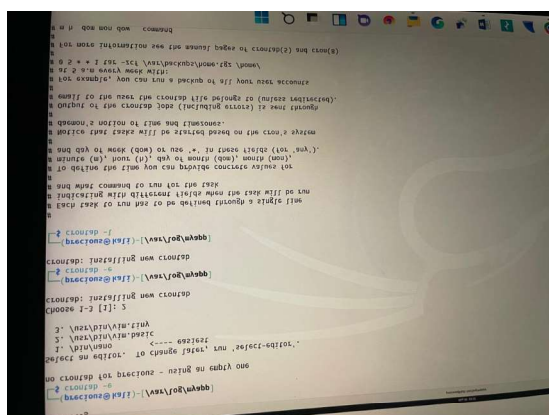 ┌──(precious㉿kali)-[/var/log/myapp]
└─$ crontab -e
no crontab for precious - using an empty one
Select an editor.  To change later, run 'select-editor'.
  1. /bin/nano        <---- easiest
  2. /usr/bin/vim.basic
  3. /usr/bin/vim.tiny
Choose 1-3 [1]: 2
crontab: installing new crontab
┌──(precious㉿kali)-[/var/log/myapp]
└─$ crontab -e
crontab: installing new crontab
┌──(precious㉿kali)-[/var/log/myapp]
└─$ crontab -l
#
# Each task to run has to be defined through a single line
# indicating with different fields when the task will be run
# and what command to run for the task
#
# To define the time you can provide concrete values for
# minute (m), hour (h), day of month (dom), month (mon),
# and day of week (dow) or use '*' in these fields (for 'any').
#
# Notice that tasks will be started based on the cron's system
# daemon's notion of time and timezones.
#
# Output of the crontab jobs (including errors) is sent through
# email to the user the crontab file belongs to (unless redirected).
#
# For example, you can run a backup of all your user accounts
# at 5 a.m every week with:
# 0 5 * * 1 tar -zcf /var/backups/home.tgz /home/
#
# For more information see the manual pages of crontab(5) and cron(8)
#
# m h  dom mon dow   command